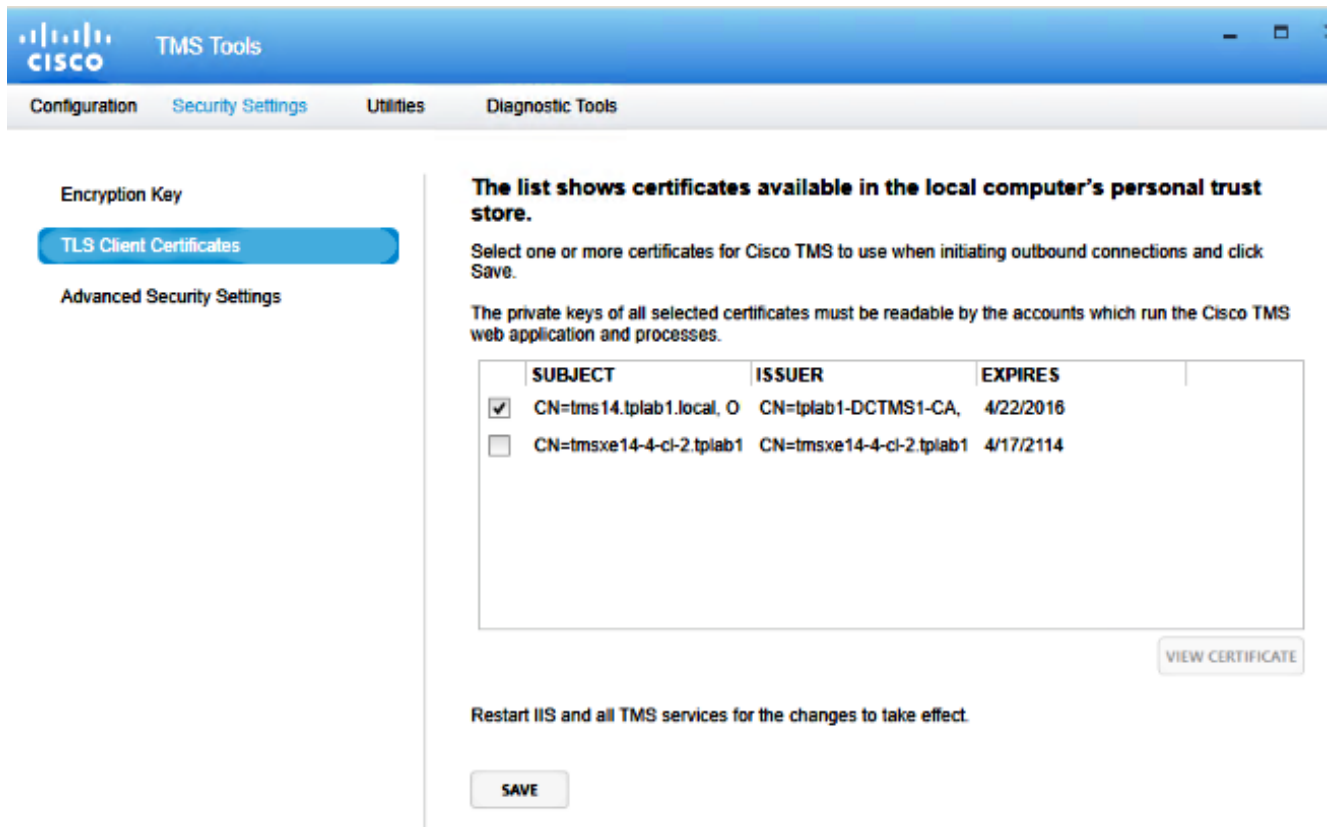 CISCO
TMS Tools
Configuration Security Settings Utilities Diagnostic Tools
Encryption Key
TLS Client Certificates
Advanced Security Settings
The list shows certificates available in the local computer's personal trust
store.
Select one or more certificates for Cisco TMS to use when initiating outbound connections and click
Save.
The private keys of all selected certificates must be readable by the accounts which run the Cisco TMS
web application and processes.
SUBJECT ISSUER EXPIRES
CN=tms14.tplab1.local, O CN=tplab1-DCTMS1-CA, 4/22/2016
CN=tmsxe14-4-cl-2.tplab1 CN=tmsxe14-4-cl-2.tplab1 4/17/2114
VIEW CERTIFICATE
Restart IIS and all TMS services for the changes to take effect.
SAVE